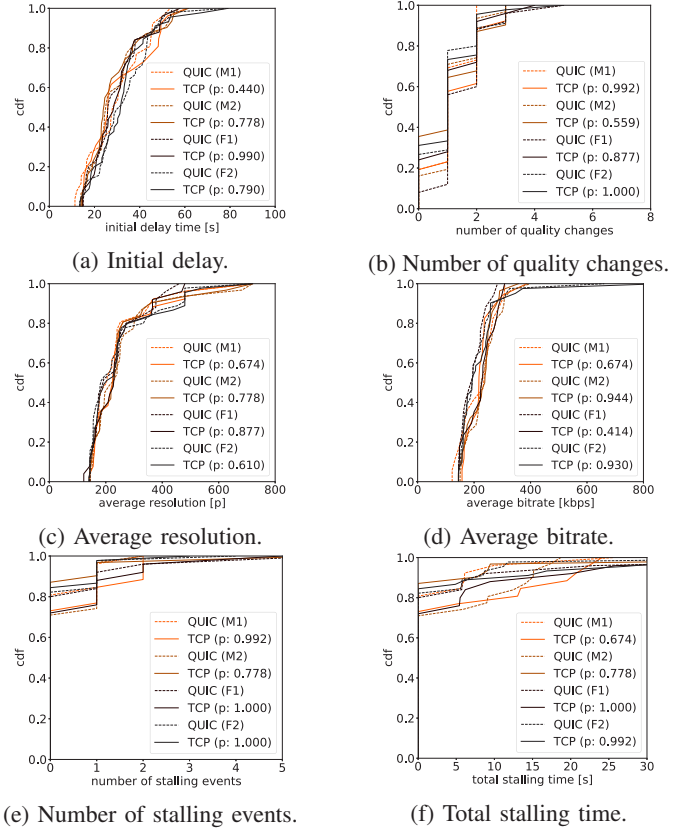 1.0
0.8
0.6
0.4
0.2
0.0
cdf
QUIC (M1)
TCP (p: 0.440)
QUIC (M2)
TCP (p: 0.778)
QUIC (F1)
TCP (p: 0.990)
QUIC (F2)
TCP (p: 0.790)
0 20 40 60 80 100
initial delay time [s]
(a) Initial delay.
1.0
0.8
0.6
0.4
0.2
0.0
cdf
QUIC (M1)
TCP (p: 0.992)
QUIC (M2)
TCP (p: 0.559)
QUIC (F1)
TCP (p: 0.877)
QUIC (F2)
TCP (p: 1.000)
0 2 4 6 8
number of quality changes
(b) Number of quality changes.
1.0
0.8
0.6
0.4
0.2
0.0
cdf
QUIC (M1)
TCP (p: 0.674)
QUIC (M2)
TCP (p: 0.778)
QUIC (F1)
TCP (p: 0.877)
QUIC (F2)
TCP (p: 0.610)
0 200 400 600 800
average resolution [p]
(c) Average resolution.
1.0
0.8
0.6
0.4
0.2
0.0
cdf
QUIC (M1)
TCP (p: 0.674)
QUIC (M2)
TCP (p: 0.944)
QUIC (F1)
TCP (p: 0.414)
QUIC (F2)
TCP (p: 0.930)
0 200 400 600 800
average bitrate [kbps]
(d) Average bitrate.
1.0
0.8
0.6
0.4
0.2
0.0
cdf
QUIC (M1)
TCP (p: 0.992)
QUIC (M2)
TCP (p: 0.778)
QUIC (F1)
TCP (p: 1.000)
QUIC (F2)
TCP (p: 1.000)
0 1 2 3 4 5
number of stalling events
(e) Number of stalling events.
1.0
0.8
0.6
0.4
0.2
0.0
cdf
QUIC (M1)
TCP (p: 0.674)
QUIC (M2)
TCP (p: 0.778)
QUIC (F1)
TCP (p: 1.000)
QUIC (F2)
TCP (p: 0.992)
0 5 10 15 20 25 30
total stalling time [s]
(f) Total stalling time.